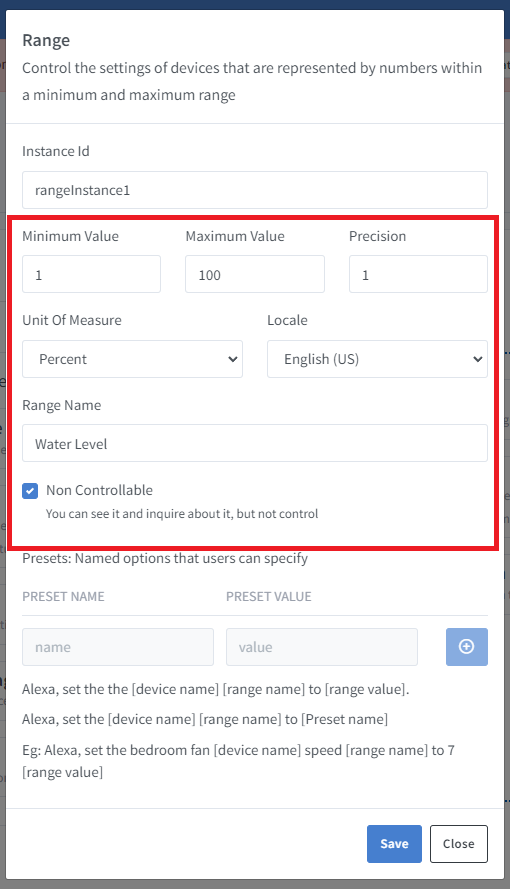 Range
Control the settings of devices that are represented by numbers within
a minimum and maximum range
Instance Id
rangeInstance1
Minimum Value Maximum Value Precision
1 100 1
Unit Of Measure Locale
Percent English (US)
Range Name
Water Level
Non Controllable
You can see it and inquire about it, but not control
Presets: Named options that users can specify
PRESET NAME PRESET VALUE
name value
Alexa, set the the [device name] [range name] to [range value].
Alexa, set the [device name] [range name] to [Preset name]
Eg: Alexa, set the bedroom fan [device name] speed [range name] to 7
[range value]
Save Close